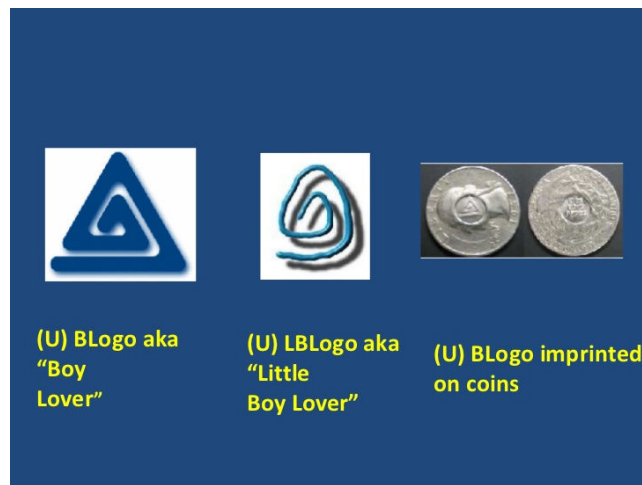 (U) BLogo aka
“Boy
Lover”
(U) LBLogo aka
“Little
Boy Lover”
(U) BLogo imprinted
on coins